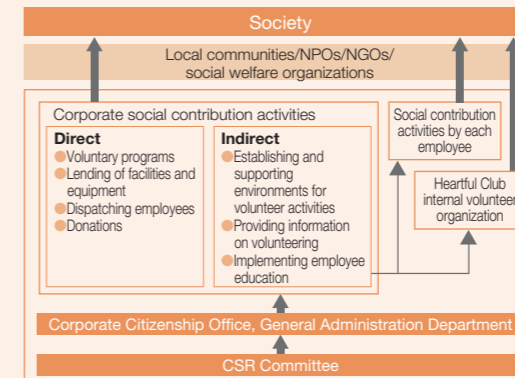 Society
Local communities/NPOs/NGOs/
social welfare organizations
Corporate social contribution activities
Direct
●Voluntary programs
●Lending of facilities and
equipment
●Dispatching employees
●Donations
Indirect
●Establishing and
supporting
environments for
volunteer activities
●Providing information
on volunteering
●Implementing employee
education
Social contribution
activities by each
employee
Heartful Club
internal volunteer
organization
Corporate Citizenship Office, General Administration Department
CSR Committee